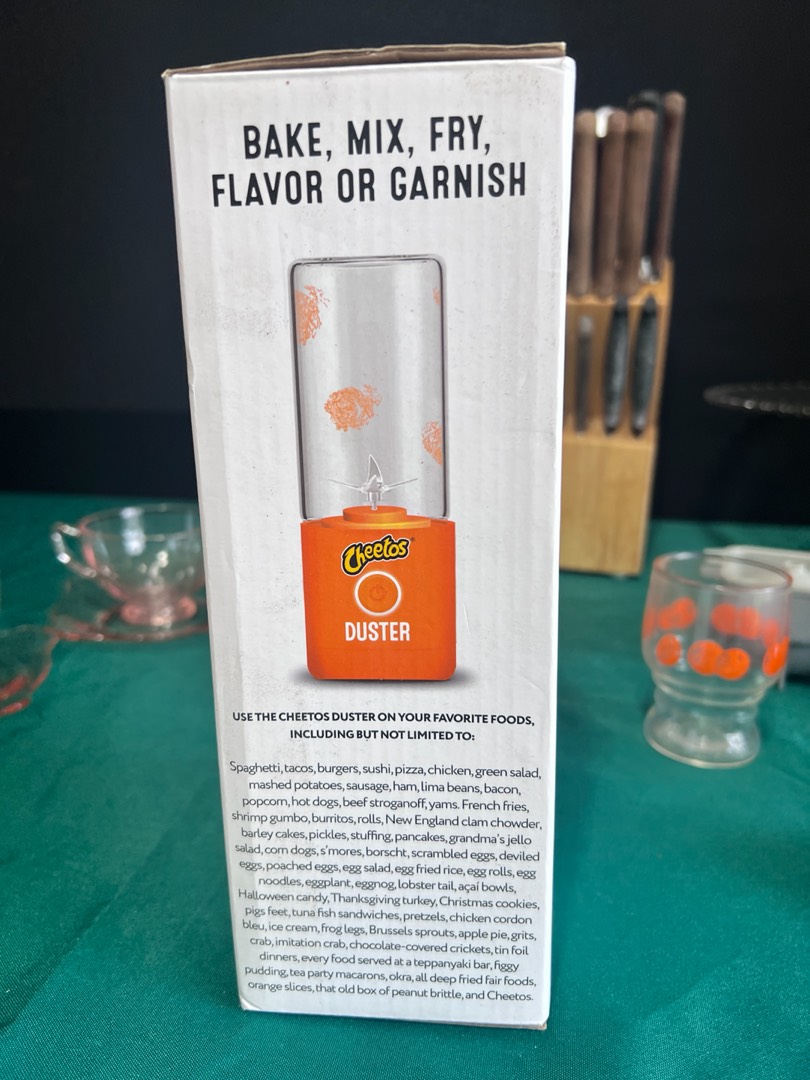 BAKE, MIX, FRY,
FLAVOR OR GARNISH
Cheetos®
DUSTER
USE THE CHEETOS DUSTER ON YOUR FAVORITE FOODS,
INCLUDING BUT NOT LIMITED TO:
Spaghetti, tacos, burgers, sushi, pizza, chicken, green salad,
mashed potatoes, sausage, ham, lima beans, bacon,
popcorn, hot dogs, beef stroganoff, yams. French fries,
shrimp gumbo, burritos, rolls, New England clam chowder,
barley cakes, pickles, stuffing, pancakes, grandma's jello
salad, corn dogs, s'mores, borscht, scrambled eggs, deviled
eggs, poached eggs, egg salad, egg fried rice, egg rolls, egg
noodles, eggplant, eggnog, lobster tail, açaí bowls,
Halloween candy, Thanksgiving turkey, Christmas cookies,
pigs feet, tuna fish sandwiches, pretzels, chicken cordon
bleu, ice cream, frog legs, Brussels sprouts, apple pie, grits,
crab, imitation crab, chocolate-covered crickets, tin foil
dinners, every food served at a teppanyaki bar, figgy
pudding, tea party macarons, okra, all deep fried fair foods,
orange slices, that old box of peanut brittle, and Cheetos.